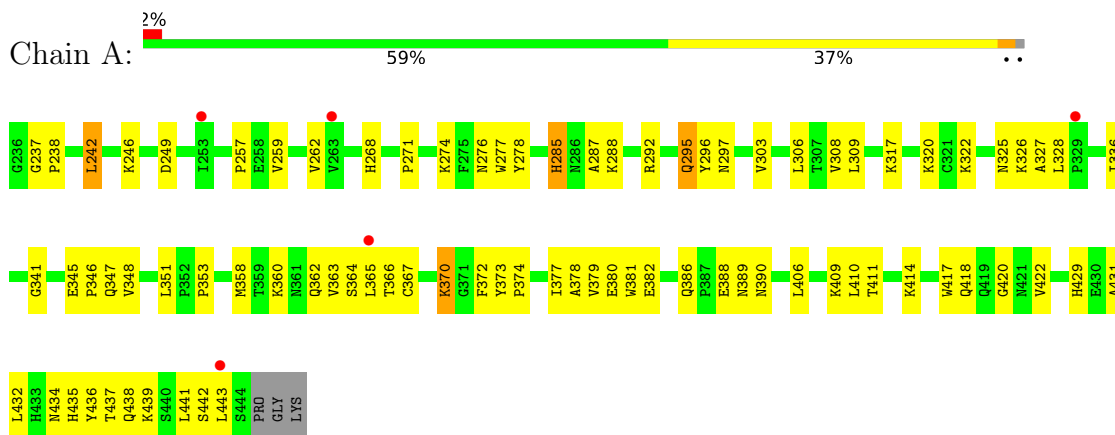 2%
Chain A:
59% 37% • •
G236 G237 P238 L242 K246 D249 I253 P257 E258 V259 V262 V263 H268 P271 K274 F275 N276 W277 Y278 H285 N286 A287 K288 R292 Q295 Y296 N297 V303 L306 T307 V308 L309 K317 K320 C321 K322 N325 K326 A327 L328 P329
G341 E345 P346 Q347 V348 L351 P352 P353 M358 T359 K360 N361 Q362 V363 S364 L365 T366 C367 K370 G371 F372 Y373 P374 I377 A378 V379 E380 W381 E382 Q386 P387 E388 N389 N390 L406 K409 L410 T411 K414 W417 Q418 Q419 G420 N421 V422 H429 E430 A431
L432 H433 N434 H435 Y436 T437 Q438 K439 S440 L441 S442 L443 S444 PRO GLY LYS